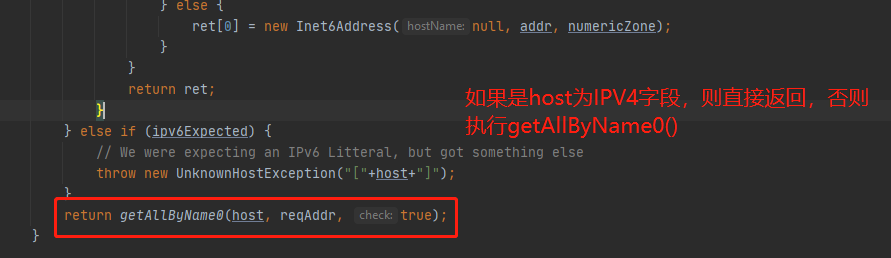 } else {
ret[0] = new Inet6Address( hostName: null, addr, numericZone);
}
}
return ret;
}
} else if (ipv6Expected) {
// We were expecting an IPv6 Litteral, but got something else
throw new UnknownHostException("["+host+"]");
}
return getAllByName0(host, reqAddr, check: true);
}
如果是host为IPV4字段，则直接返回，否则
执行getAllByName0()